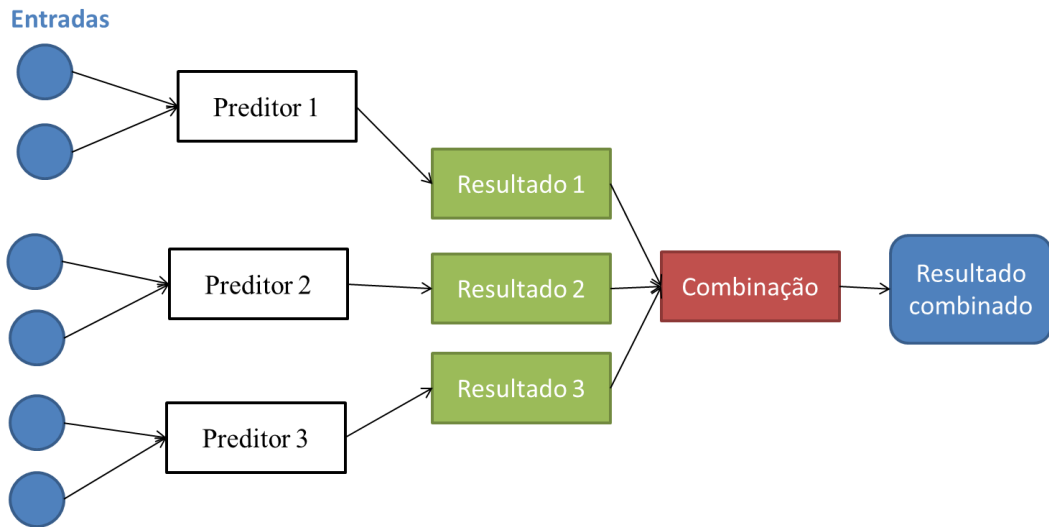 Entradas
Preditor 1
Resultado 1
Preditor 2
Resultado 2
Combinação
Resultado
combinado
Resultado 3
Preditor 3